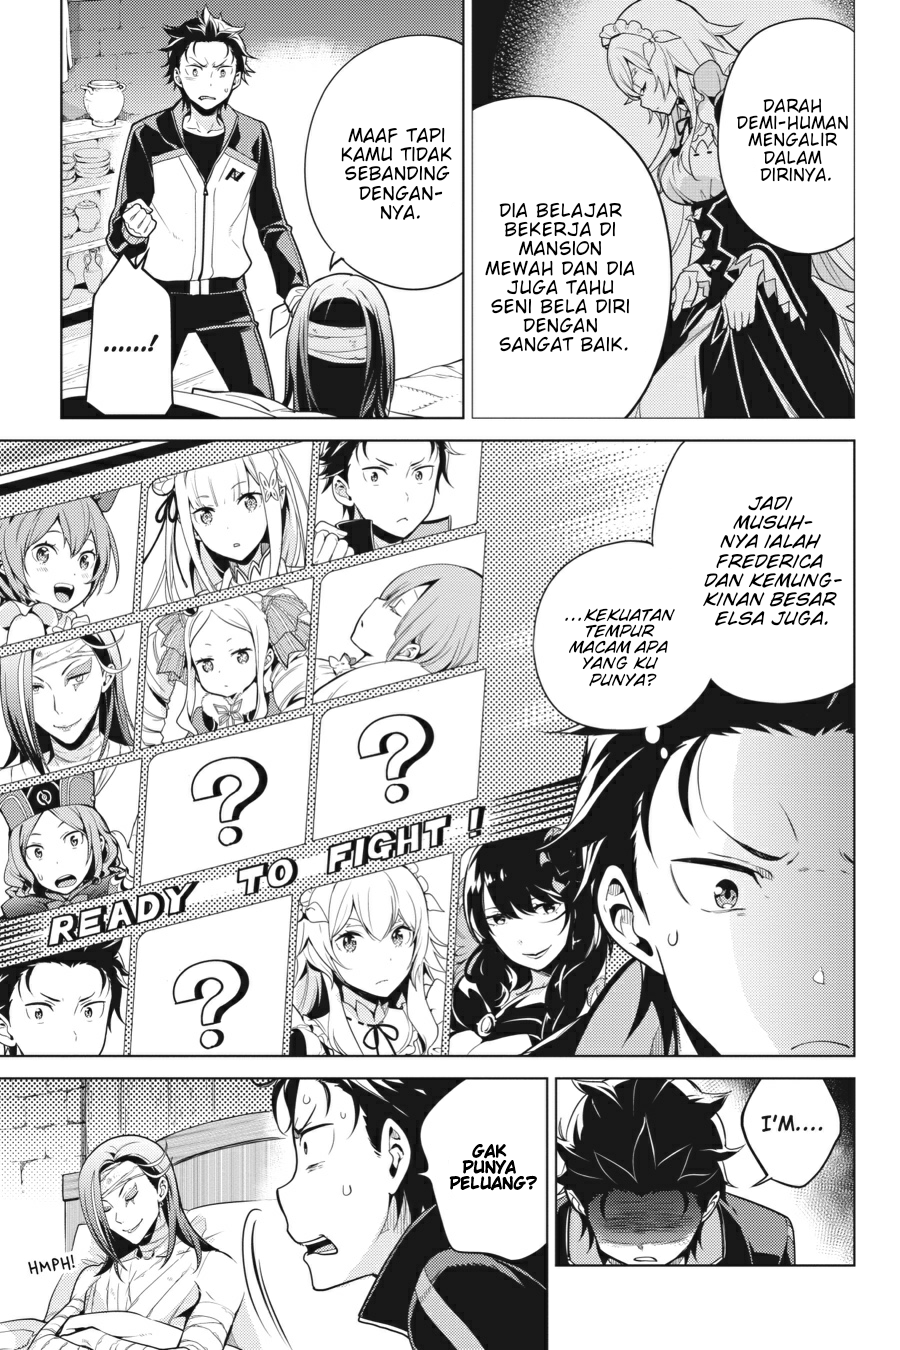 DARAH
DEMI-HUMAN
MENGALIR
DALAM
DIRINYA.
DIA BELAJAR
BEKERJA DI
MANSION
MEWAH DAN DIA
JUGA TAHU
SENI BELA DIRI
DENGAN
SANGAT BAIK.
MAAF TAPI
KAMU TIDAK
SEBANDING
DENGAN-
NYA.
......!
JADI
MUSUH-
NYA IALAH
FREDERICA
DAN KEMUNG-
KINAN BESAR
ELSA JUGA.
...KEKUATAN
TEMPUR
MACAM APA
YANG KU
PUNYA?
?
?
READY TO FIGHT!
?
I'M....
GAK
PUNYA
PELUANG?
HMPH!